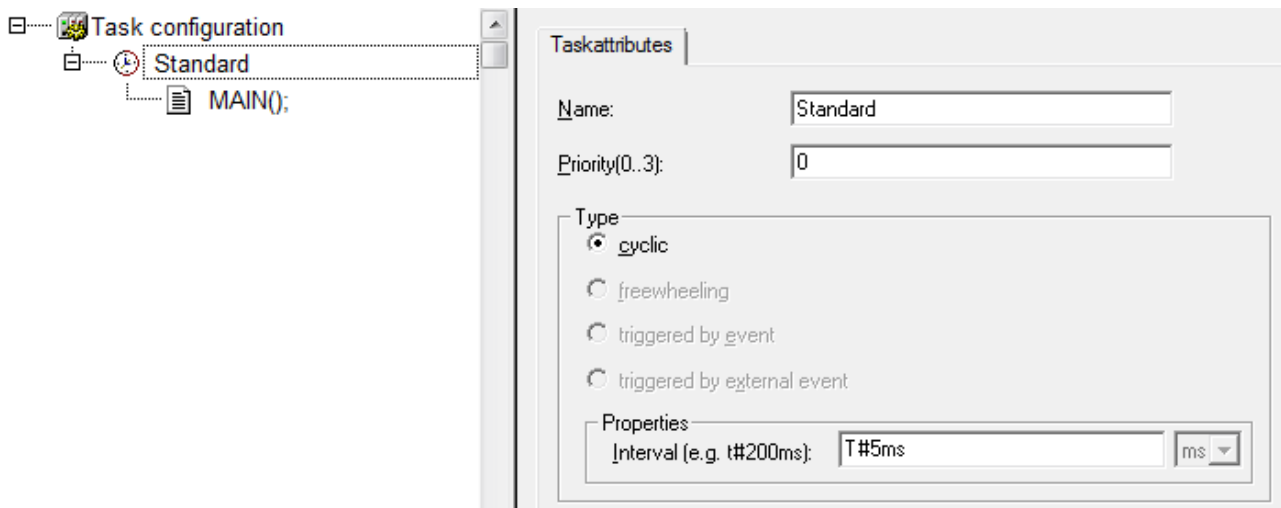 Task configuration
Standard
MAIN();
Taskattributes
Name: Standard
Priority(0..3): 0
Type
cyclic
freewheeling
triggered by event
triggered by external event
Properties
Interval (e.g. t#200ms): T#5ms ms